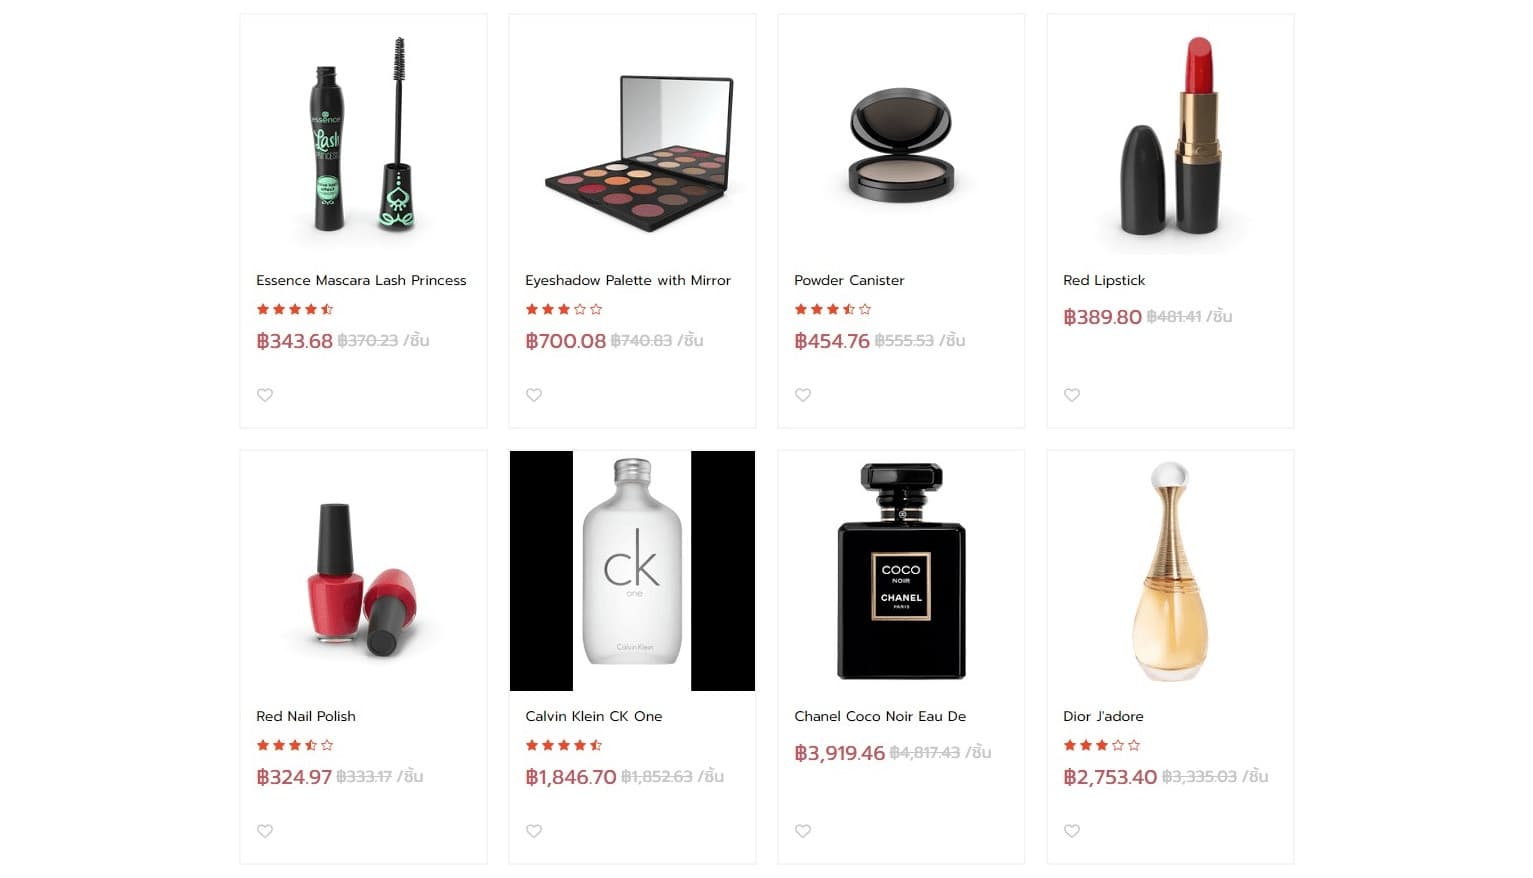 essence
Lash
PRINCESS
Essence Mascara Lash Princess
฿343.68 ฿370.23 /ชิ้น
Eyeshadow Palette with Mirror
฿700.08 ฿740.83 /ชิ้น
Powder Canister
฿454.76 ฿555.53 /ชิ้น
Red Lipstick
฿389.80 ฿481.41 /ชิ้น
Red Nail Polish
฿324.97 ฿333.17 /ชิ้น
ck
one
Calvin Klein
Calvin Klein CK One
฿1,846.70 ฿1,852.63 /ชิ้น
COCO
NOIR
CHANEL
PARIS
Chanel Coco Noir Eau De
฿3,919.46 ฿4,817.43 /ชิ้น
Dior J'adore
฿2,753.40 ฿3,335.03 /ชิ้น